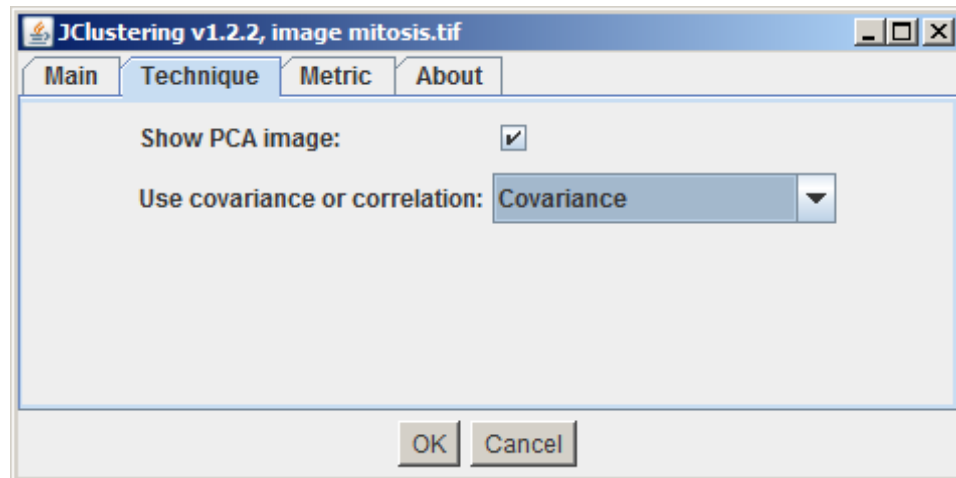 JClustering v1.2.2, image mitosis.tif
Main Technique Metric About
Show PCA image:
Use covariance or correlation: Covariance
OK Cancel